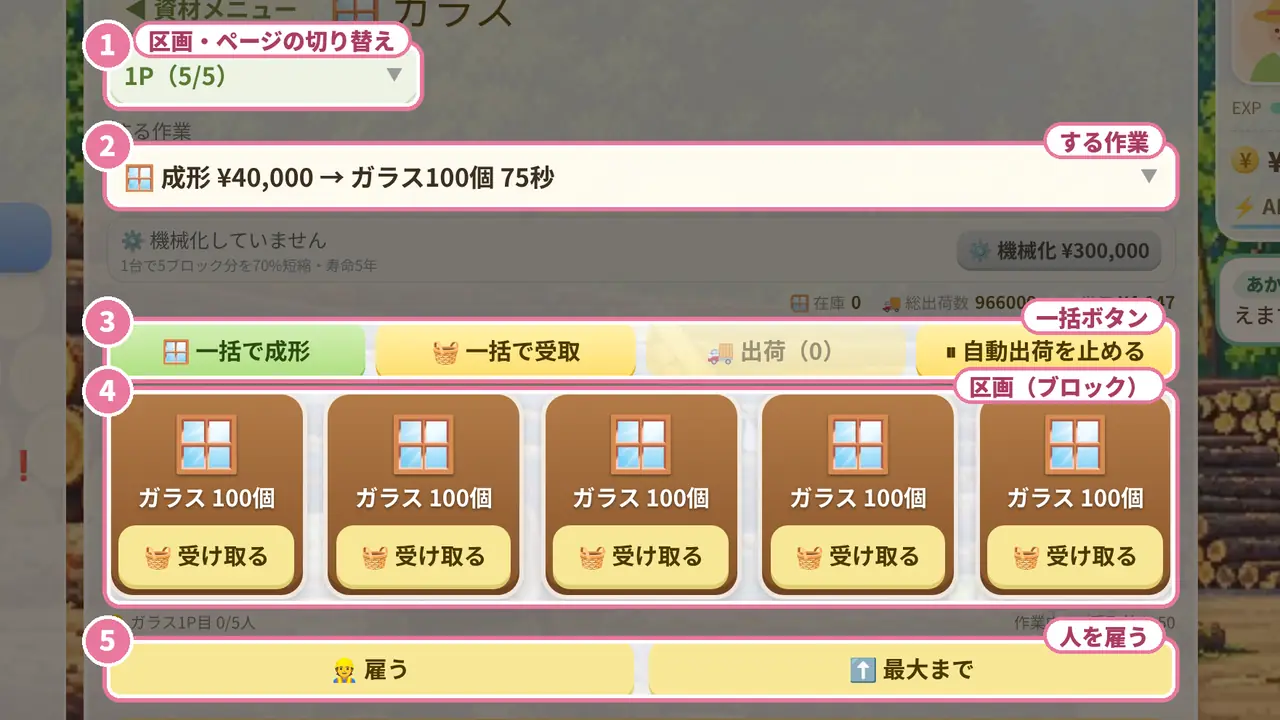 ◀資材メニュー ガラス
1 区画・ページの切り替え
1P（5/5） ▼
する作業
2 する作業
成形 ¥40,000 → ガラス100個 75秒 ▼
機械化していません
1台で5ブロック分を70%短縮・寿命5年
機械化 ¥300,000
在庫 0 総出荷数
3 一括ボタン
一括で成形 一括で受取 出荷（0） 自動出荷を止める
4 区画（ブロック）
ガラス 100個 ガラス 100個 ガラス 100個 ガラス 100個 ガラス 100個
受け取る 受け取る 受け取る 受け取る 受け取る
ガラス1P目 0/5人
5 人を雇う
雇う 最大まで
EXP
¥
あか
えま